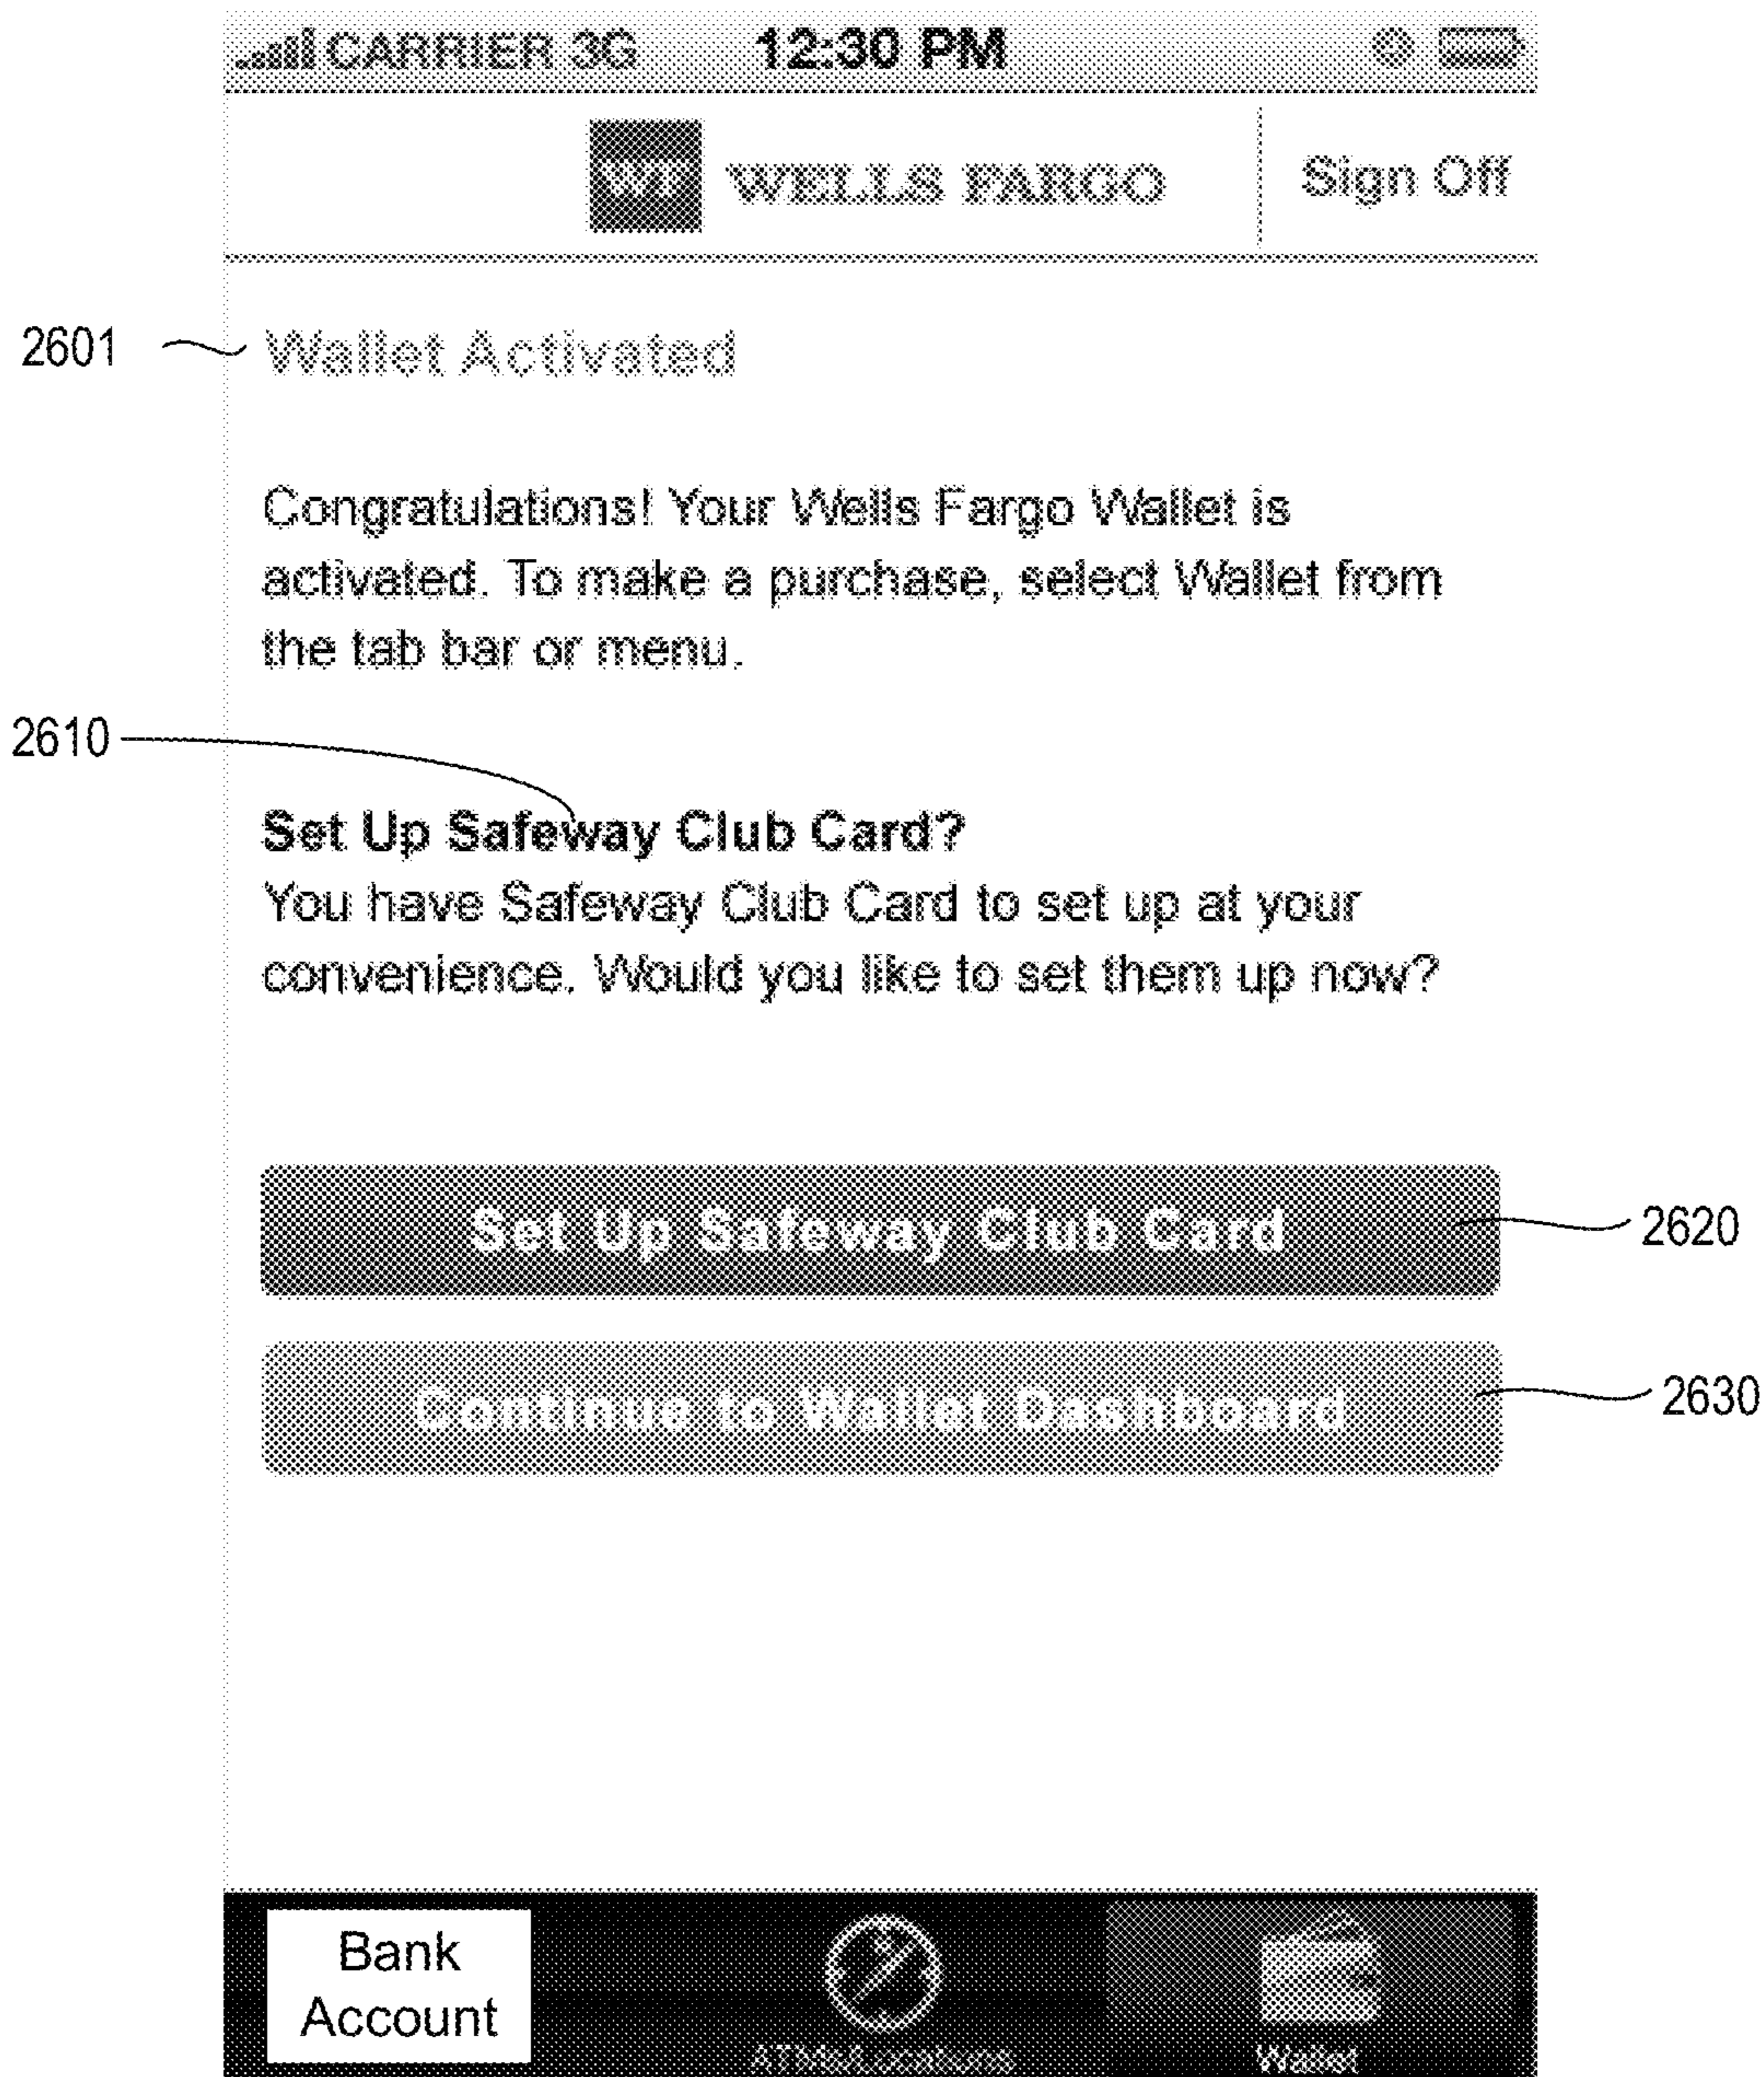 CARRIER 3G 12:30 PM
WF WELLS FARGO Sign Off
2601 Wallet Activated
Congratulations! Your Wells Fargo Wallet is
activated. To make a purchase, select Wallet from
the tab bar or menu.
2610
Set Up Safeway Club Card?
You have Safeway Club Card to set up at your
convenience. Would you like to set them up now?
Set Up Safeway Club Card 2620
Continue to Wallet Dashboard 2630
Bank
Account
ATMs/Locations Wallet